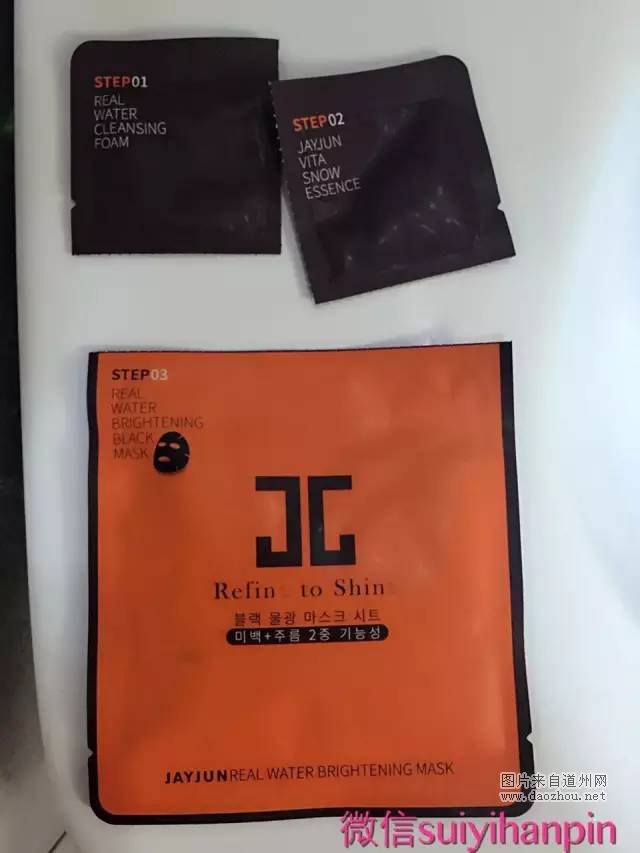 STEP01
REAL
WATER
CLEANSING
FOAM
STEP02
JAYJUN
VITA
SNOW
ESSENCE
STEP03
REAL
WATER
BRIGHTENING
BLACK
MASK
Refin to Shin
블랙 물광 마스크 시트
미백+주름 2중 기능성
JAYJUN REAL WATER BRIGHTENING MASK
图片来自道州网
www.daozhou.net
微信suiyihanpin